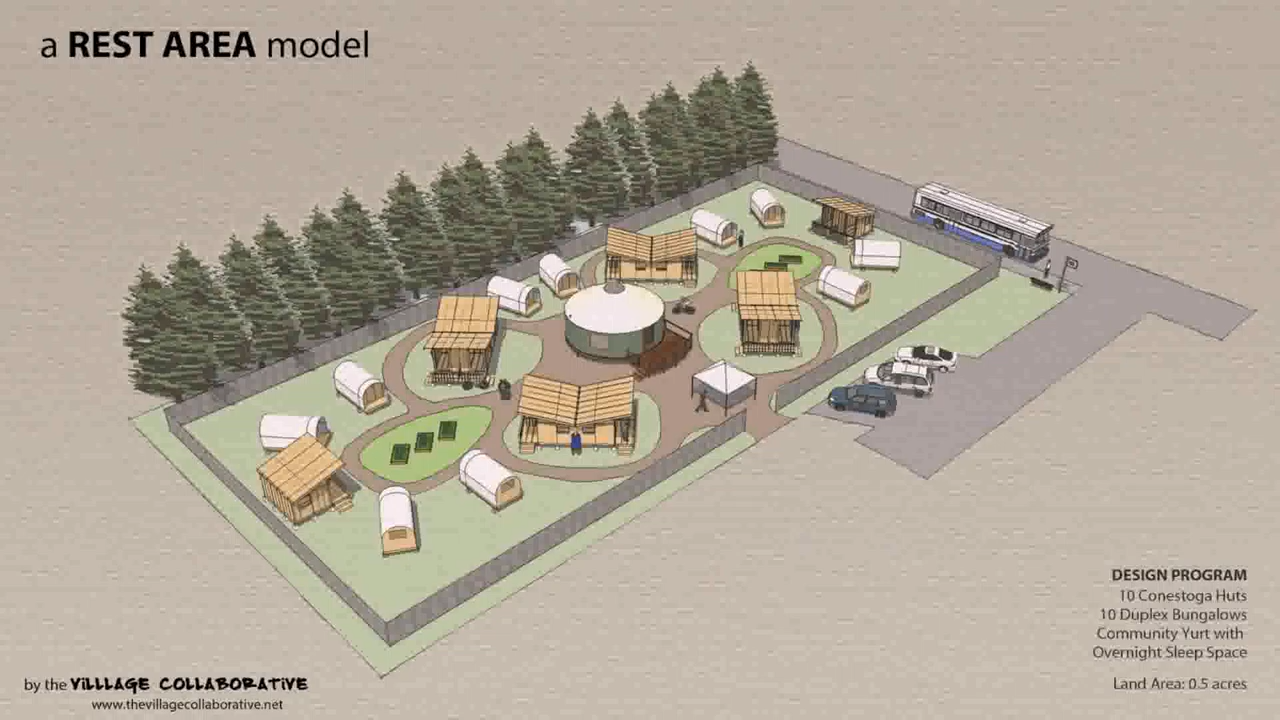 a REST AREA model
DESIGN PROGRAM
10 Conestoga Huts
10 Duplex Bungalows
Community Yurt with
Overnight Sleep Space
Land Area: 0.5 acres
by the ViLLLAGE COLLABORATiVE
www.thevillagecollaborative.net